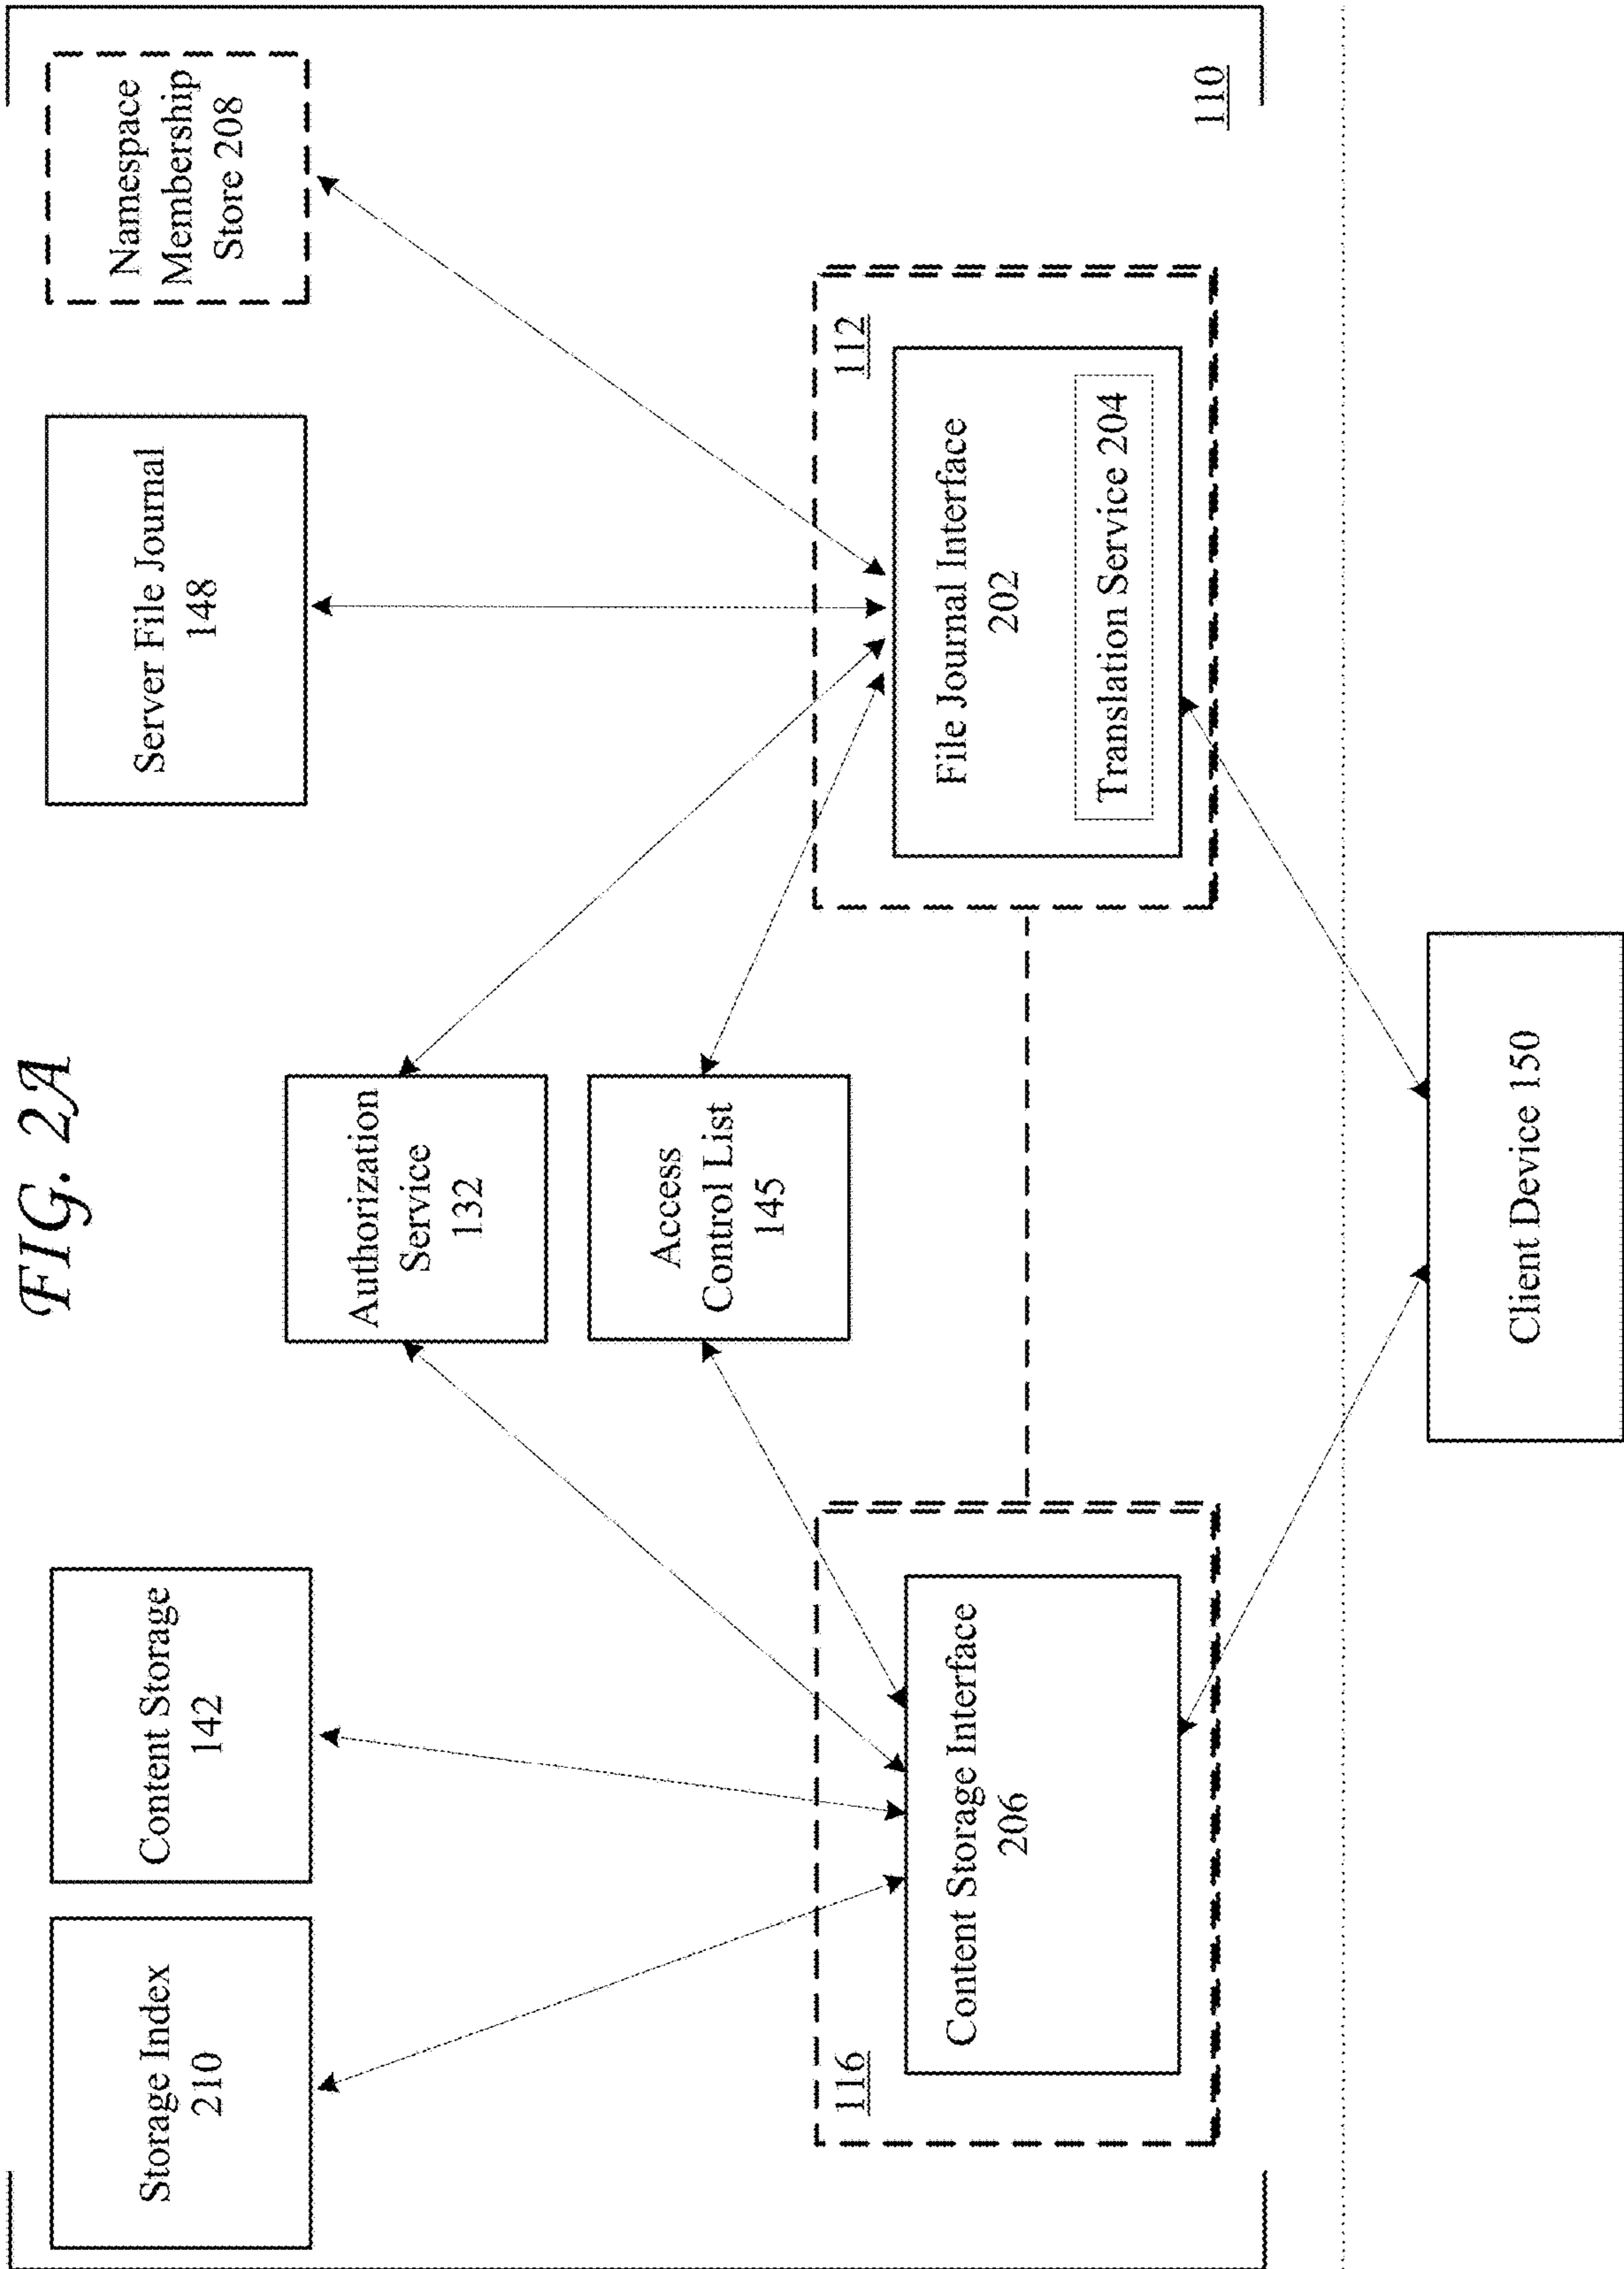 FIG. 2A
Storage Index
210
Content Storage
142
Authorization
Service
132
Access
Control List
145
Server File Journal
148
Namespace
Membership
Store 208
116
Content Storage Interface
206
112
File Journal Interface
202
Translation Service 204
110
Client Device 150